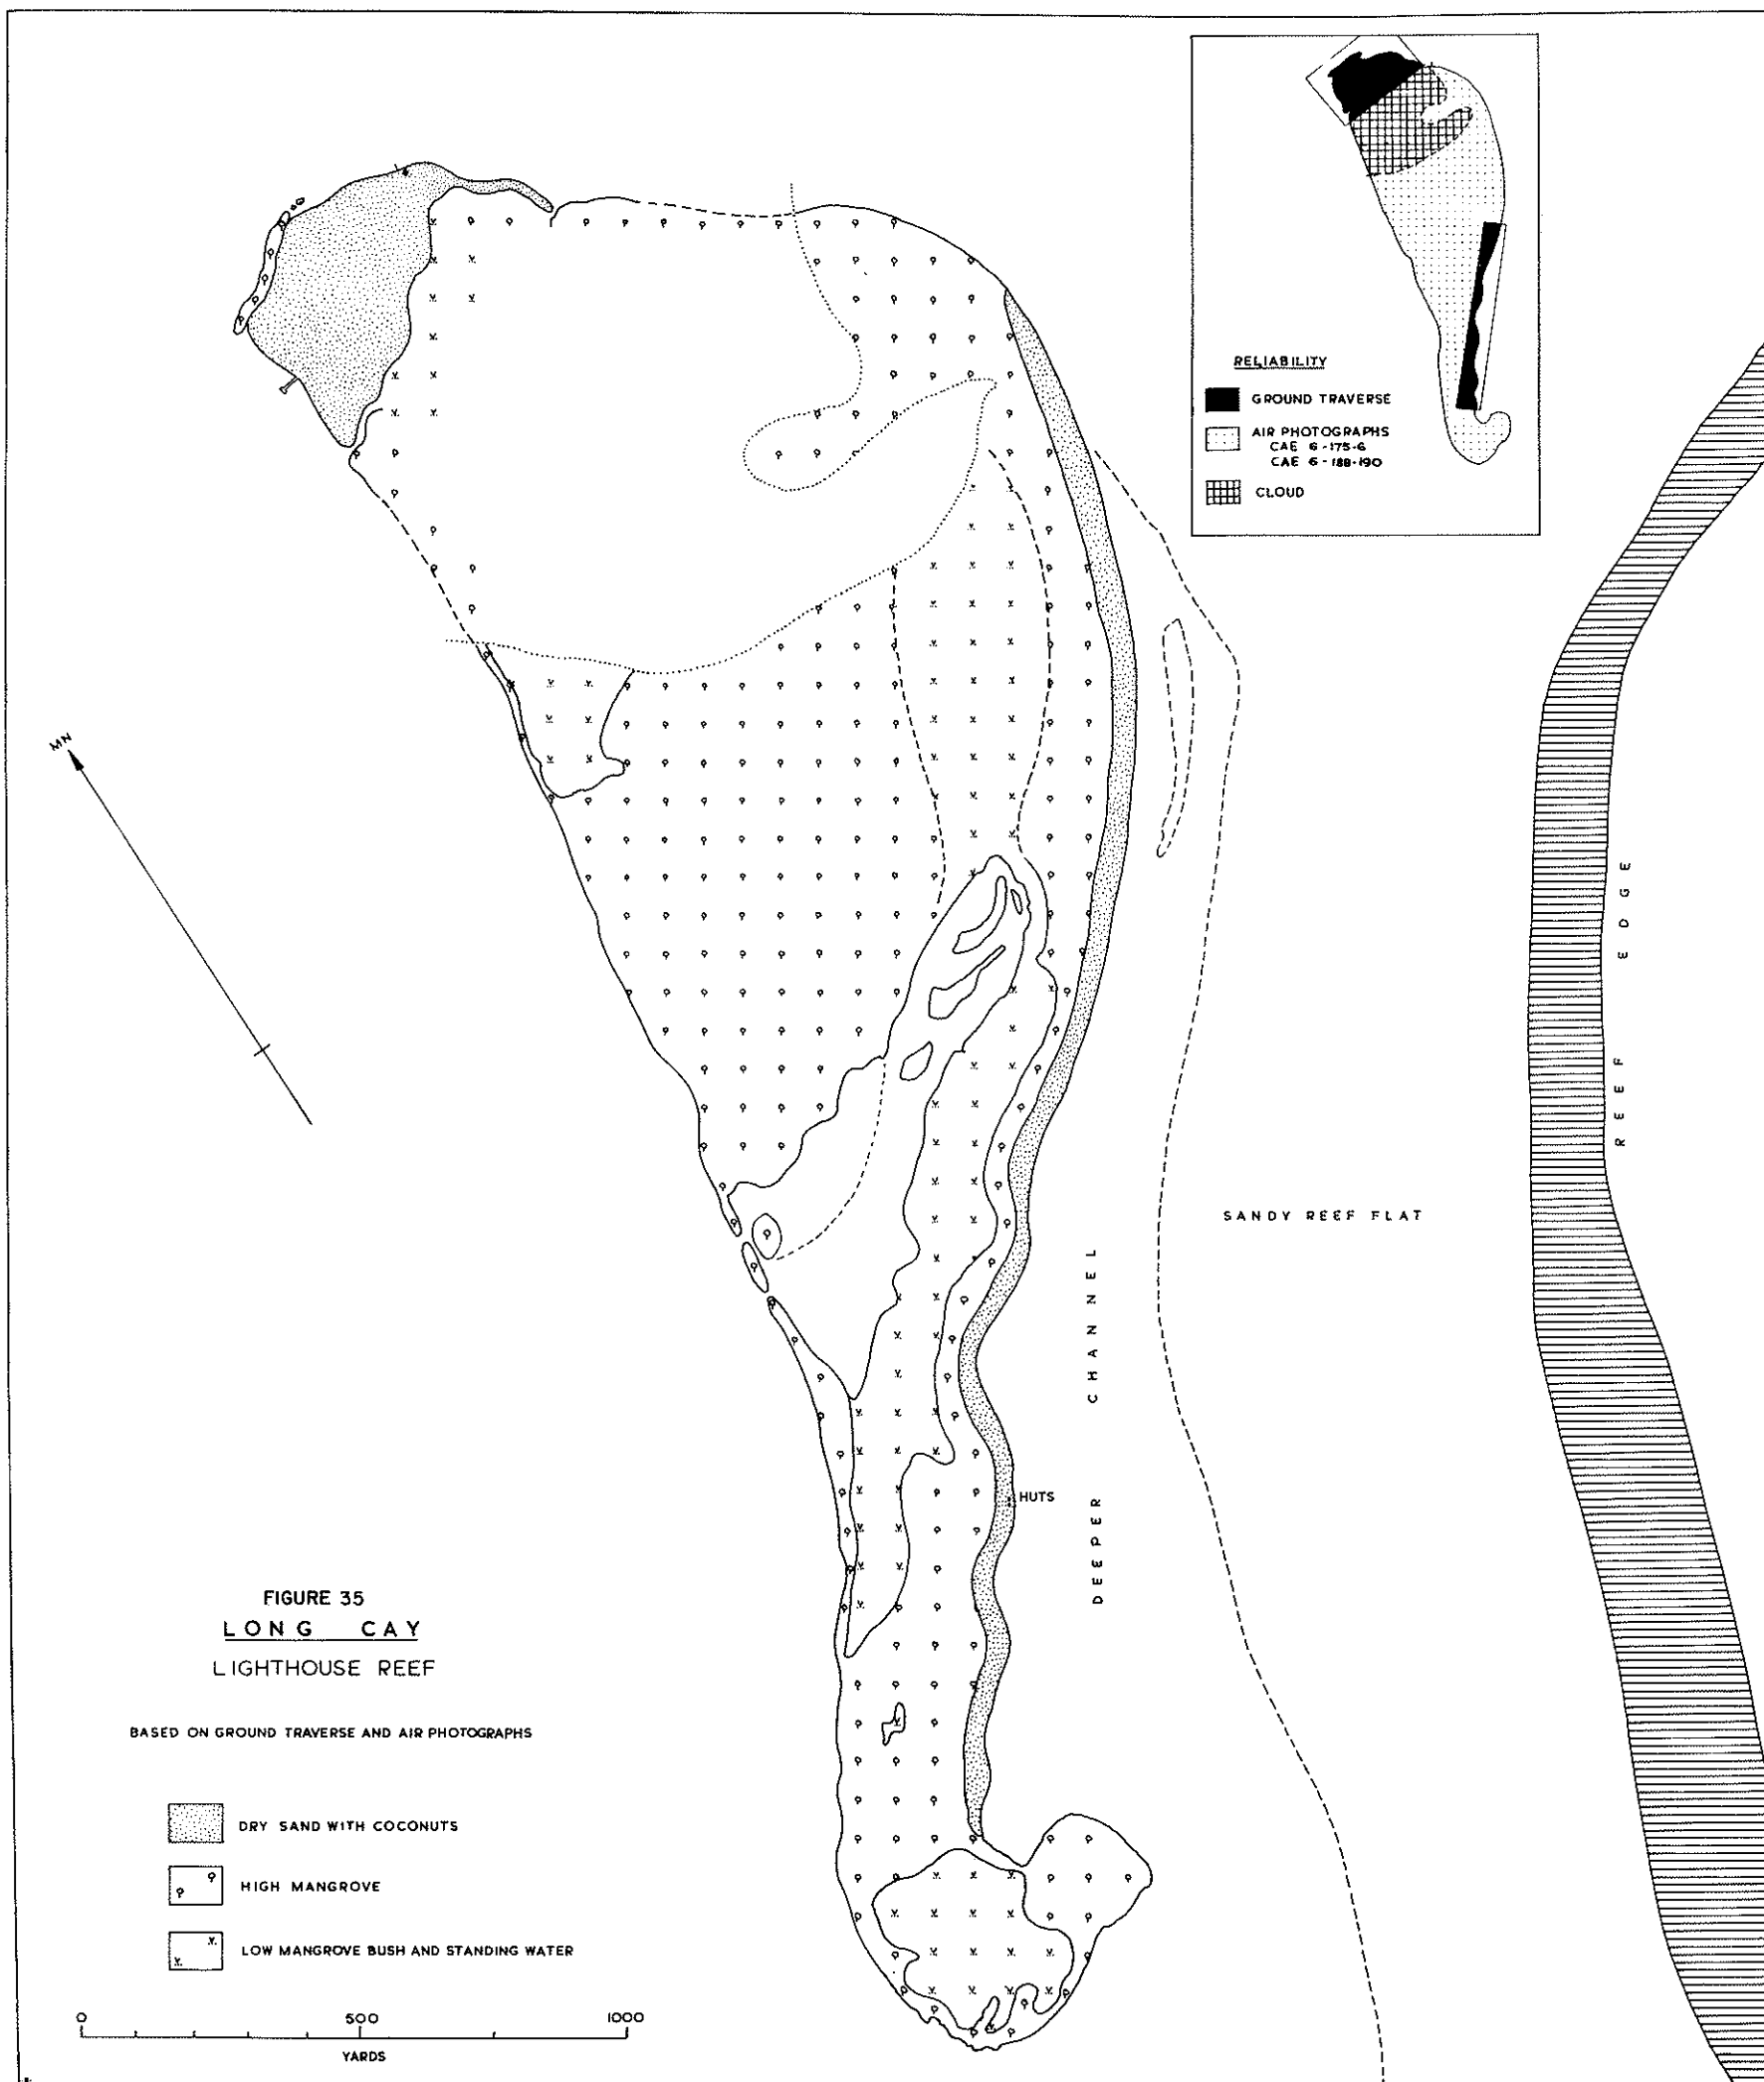 RELIABILITY
GROUND TRAVERSE
AIR PHOTOGRAPHS
CAE 6-175-6
CAE 6-188-190
CLOUD
MN
REEF EDGE
SANDY REEF FLAT
DEEPER CHANNEL
HUTS
FIGURE 35
LONG CAY
LIGHTHOUSE REEF
BASED ON GROUND TRAVERSE AND AIR PHOTOGRAPHS
DRY SAND WITH COCONUTS
HIGH MANGROVE
LOW MANGROVE BUSH AND STANDING WATER
0 500 1000
YARDS